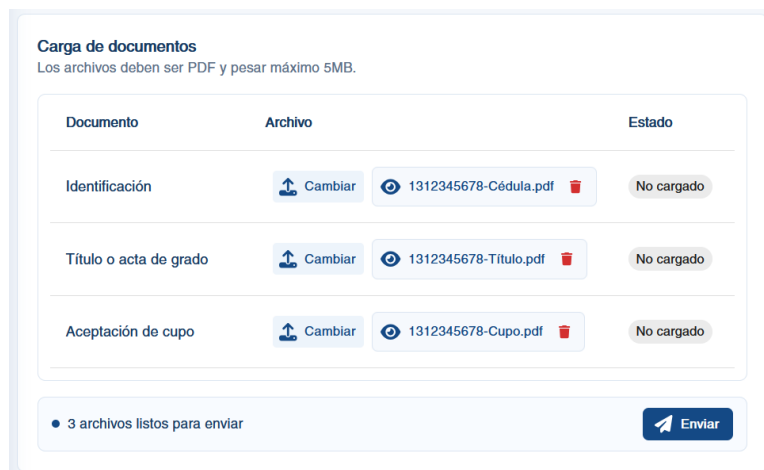 Carga de documentos
Los archivos deben ser PDF y pesar máximo 5MB.
Documento Archivo Estado
Identificación Cambiar 1312345678-Cédula.pdf No cargado
Título o acta de grado Cambiar 1312345678-Título.pdf No cargado
Aceptación de cupo Cambiar 1312345678-Cupo.pdf No cargado
3 archivos listos para enviar Enviar